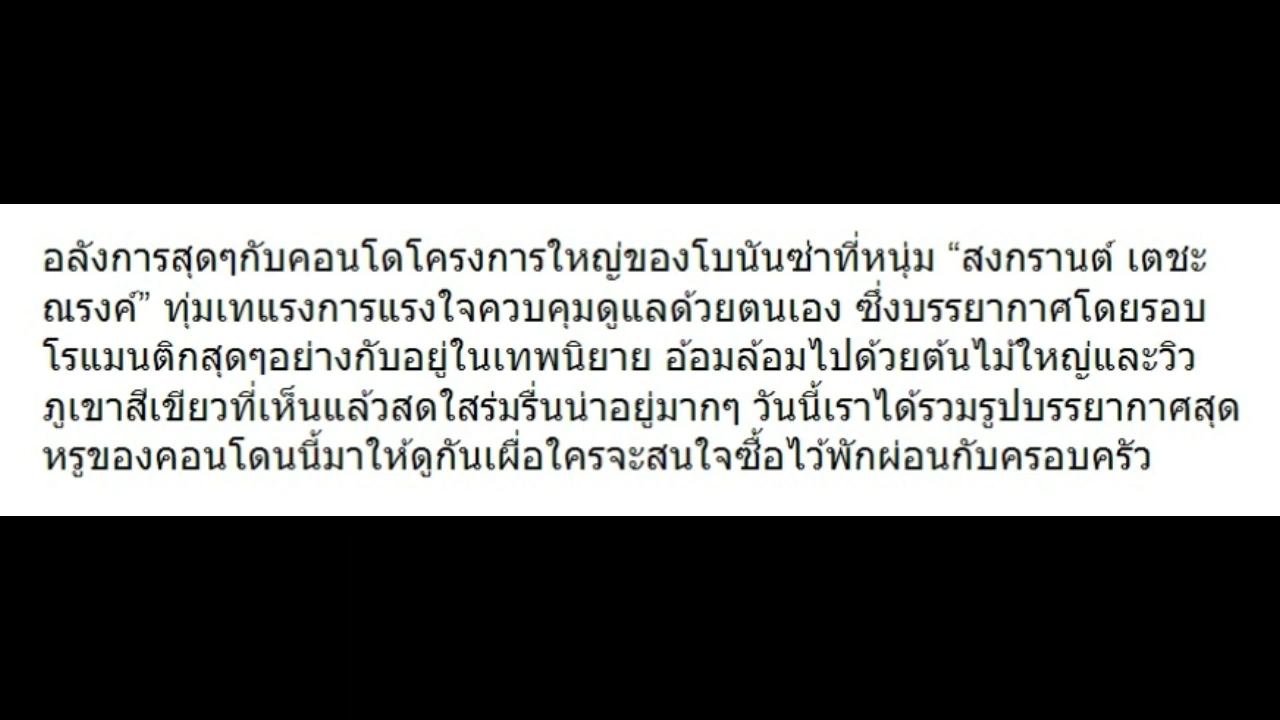 อลังการสุดๆกับคอนโดโครงการใหญ่ของโบนันซ่าที่หนุ่ม “สงกรานต์ เตชะ
ณรงค์” ทุ่มเทแรงการแรงใจควบคุมดูแลด้วยตนเอง ซึ่งบรรยากาศโดยรอบ
โรแมนติกสุดๆอย่างกับอยู่ในเทพนิยาย อ้อมล้อมไปด้วยต้นไม้ใหญ่และวิว
ภูเขาสีเขียวที่เห็นแล้วสดใสร่มรื่นน่าอยู่มากๆ วันนี้เราได้รวมรูปบรรยากาศสุด
หรูของคอนโดนนี้มาให้ดูกันเผื่อใครจะสนใจซื้อไว้พักผ่อนกับครอบครัว